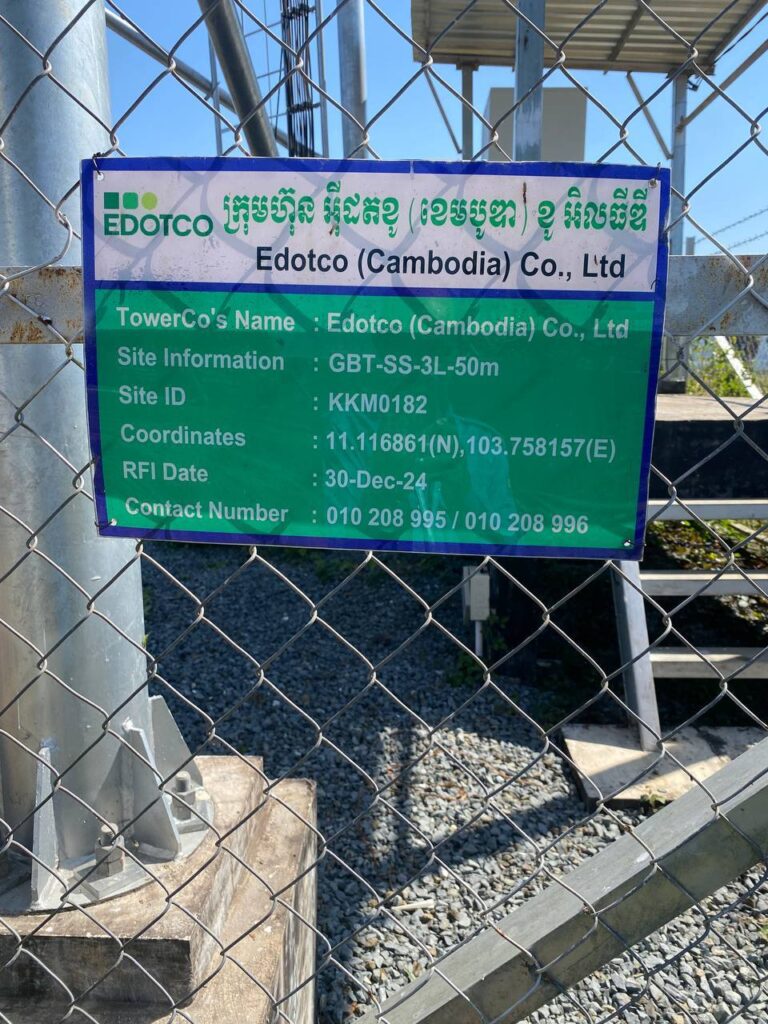 EDOTCO
ក្រុមហ៊ុន អ៊ីដតខូ (ខេមបូឌា) ខូ អិលធីឌី
Edotco (Cambodia) Co., Ltd
TowerCo's Name : Edotco (Cambodia) Co., Ltd
Site Information : GBT-SS-3L-50m
Site ID : KKM0182
Coordinates : 11.116861(N),103.758157(E)
RFI Date : 30-Dec-24
Contact Number : 010 208 995 / 010 208 996